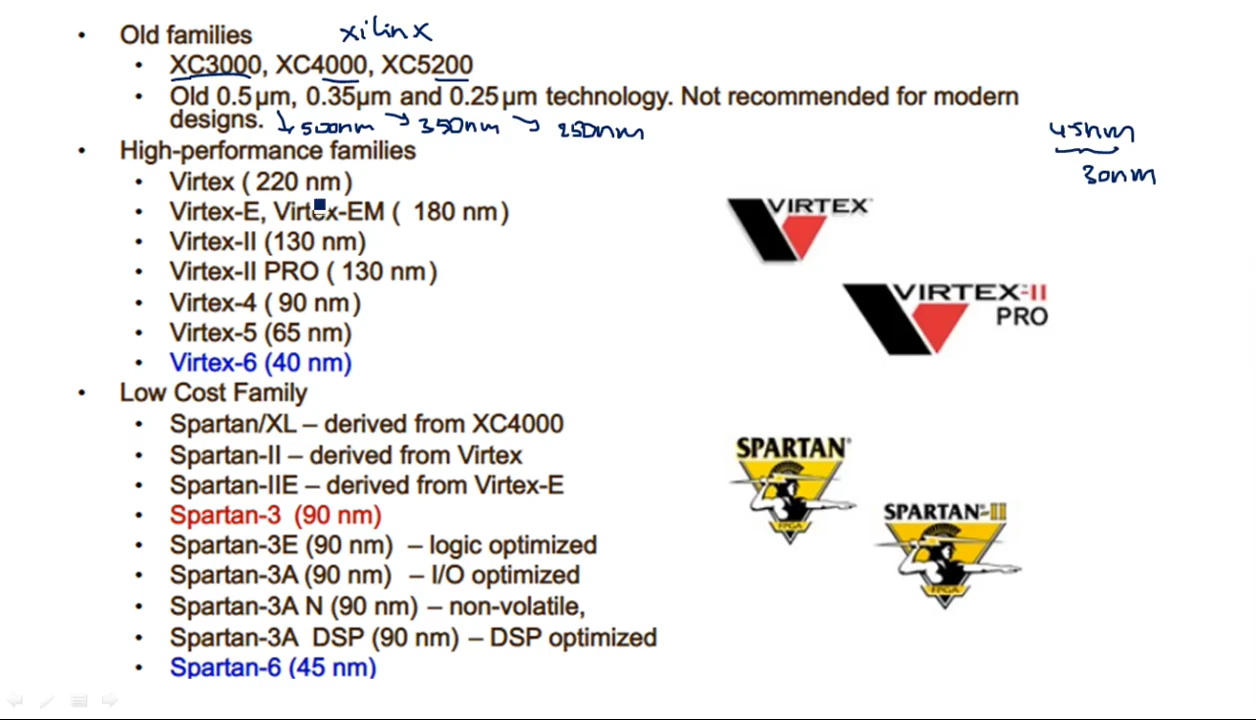 Old families xilinx
• XC3000, XC4000, XC5200
• Old 0.5µm, 0.35µm and 0.25µm technology. Not recommended for modern
designs. 500nm 350nm 250nm
45nm
30nm
• High-performance families
• Virtex ( 220 nm)
• Virtex-E, Virtex-EM ( 180 nm)
• Virtex-II (130 nm)
• Virtex-II PRO ( 130 nm)
• Virtex-4 ( 90 nm)
• Virtex-5 (65 nm)
• Virtex-6 (40 nm)
VIRTEX
VIRTEX-II
PRO
• Low Cost Family
• Spartan/XL – derived from XC4000
• Spartan-II – derived from Virtex
• Spartan-IIE – derived from Virtex-E
• Spartan-3 (90 nm)
• Spartan-3E (90 nm) – logic optimized
• Spartan-3A (90 nm) – I/O optimized
• Spartan-3A N (90 nm) – non-volatile,
• Spartan-3A DSP (90 nm) – DSP optimized
• Spartan-6 (45 nm)
SPARTAN
FPGA
SPARTAN-II
FPGA